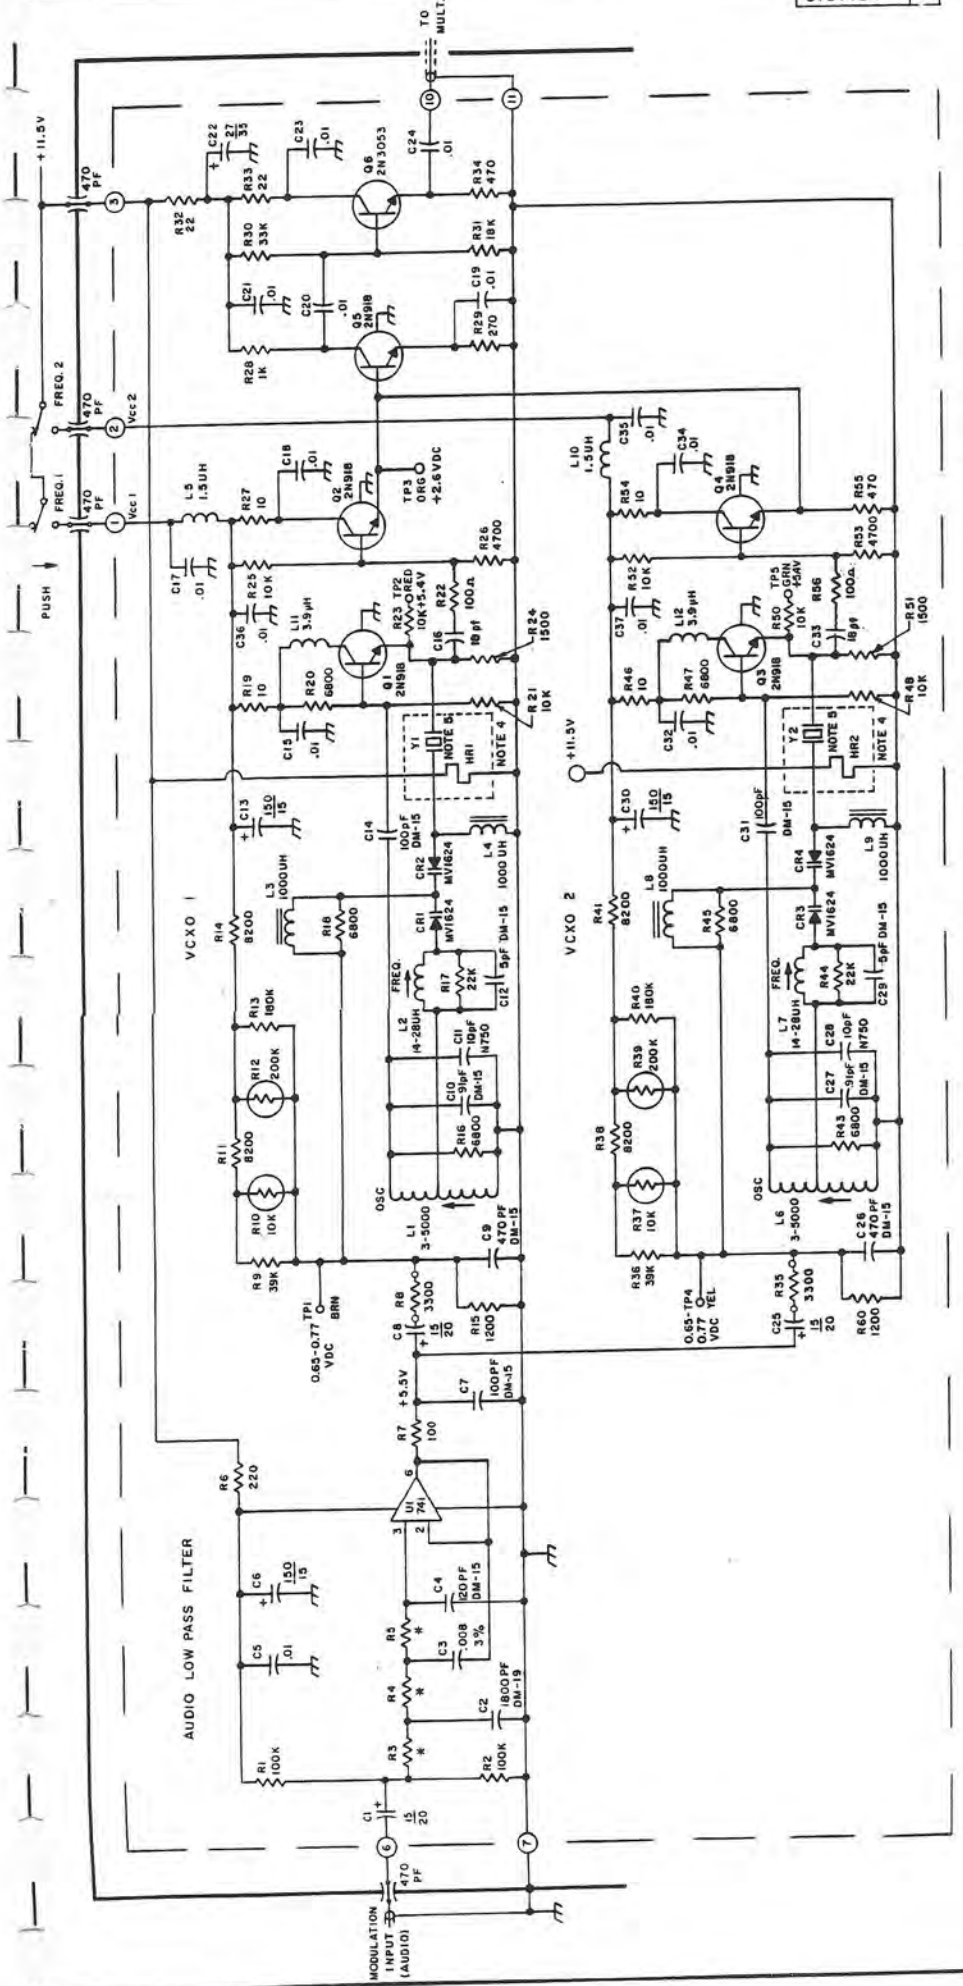 TO
MULT.
+11.5V
PUSH
FREQ. 1
FREQ. 2
470
PF
470
PF
470
PF
1
Vcc1
2
Vcc2
3
10
11
R32
22
C22
27
35
+
R33
22
C23
.01
Q6
2N3053
C24
.01
R34
470
R30
33K
R31
18K
C21
.01
C20
.01
Q5
2N918
C19
.01
R29
270
R28
1K
L5
1.5UH
C17
.01
R27
10
C18
.01
Q2
2N918
TP3
ORG
+2.6VDC
R25
10K
R26
4700
C36
.01
L11
3.9µH
Q1
2N918
R23
10K
TP2
RED
+5.4V
R22
100Ω
C16
18pf
R24
1500
R19
10
R20
6800
C15
.01
R21
10K
Y1
NOTE 5
HR1
NOTE 4
VCXO 1
C13
150
15
+
C14
100pF
DM-15
R14
8200
L3
1000UH
R18
6800
CR1
MV1624
CR2
MV1624
L4
1000UH
R13
180K
R12
200K
R11
8200
R10
10K
R9
39K
FREQ.
L2
14-28UH
R17
22K
C12
5pF DM-15
C11
10pF
N750
C10
91pF
DM-15
R16
6800
OSC
L1
3-5000
C9
470PF
DM-15
TP1
BRN
0.65-0.77
VDC
R8
3300
C8
15
20
+
R15
1200
+5.5V
C7
100PF
DM-15
R7
100
U1
741
3
2
6
R6
220
AUDIO LOW PASS FILTER
C6
150
15
+
C5
.01
R5
*
C4
120PF
DM-15
C3
.008
3%
R4
*
C2
1800PF
DM-19
R3
*
R1
100K
R2
100K
C1
15
20
+
6
7
470
PF
MODULATION
INPUT
(AUDIO)
L10
1.5UH
C35
.01
R54
10
C34
.01
Q4
2N918
R55
470
R53
4700
R52
10K
C37
.01
L12
3.9µH
Q3
2N918
R50
10K
TP5
GRN
+5.4V
R56
100Ω
C33
18pf
R51
1500
R46
10
R47
6800
C32
.01
R48
10K
+11.5V
Y2
NOTE 5
HR2
NOTE 4
VCXO 2
C30
150
15
+
C31
100pF
DM-15
R41
8200
L8
1000UH
R45
6800
CR3
MV1624
CR4
MV1624
L9
1000UH
R40
180K
R39
200K
R38
8200
R37
10K
R36
39K
FREQ.
L7
14-28UH
R44
22K
C29
5pF DM-15
C28
10pF
N750
C27
91pF
DM-15
R43
6800
OSC
L6
3-5000
C26
470PF
DM-15
0.65-
0.77
VDC
TP4
YEL
R35
3300
C25
15
20
+
R60
1200